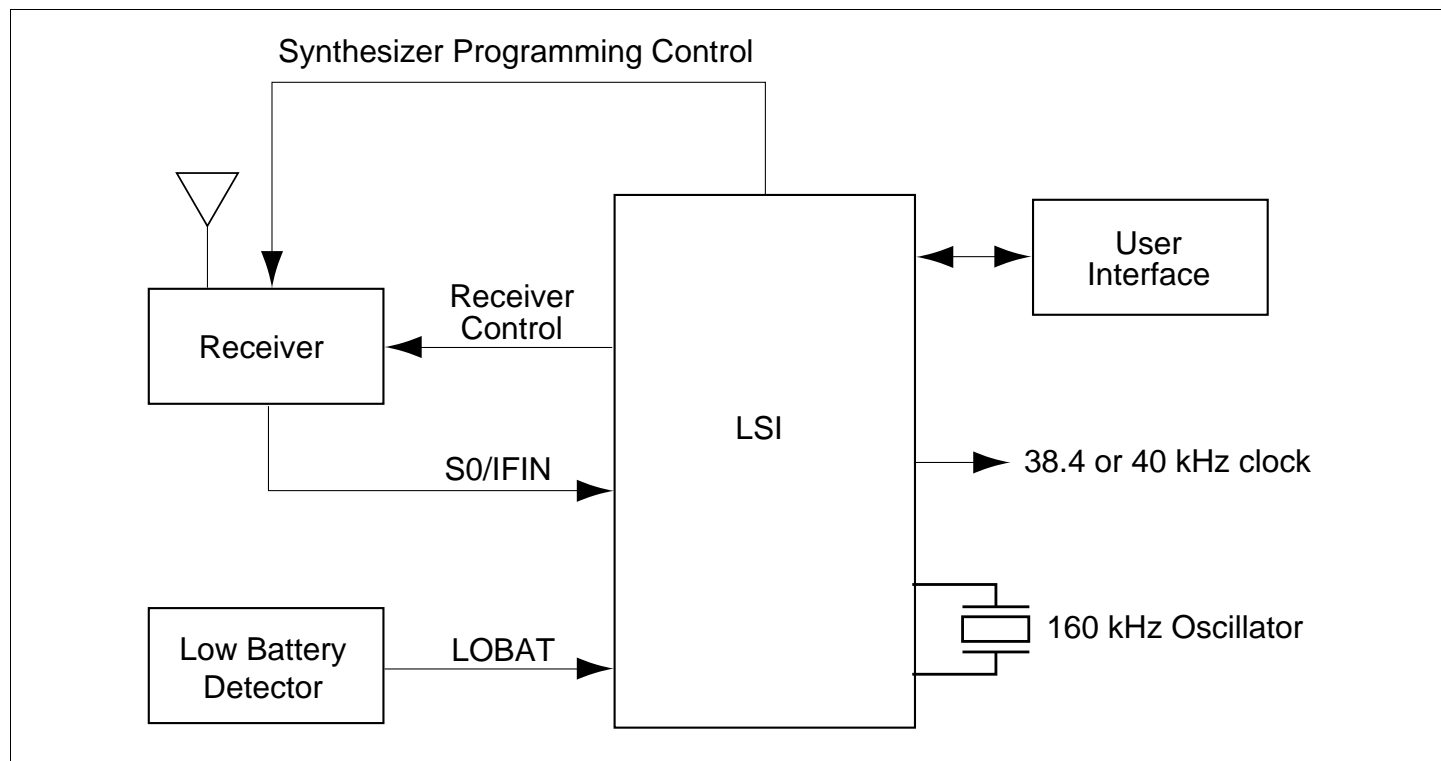 Synthesizer Programming Control
User
Interface
Receiver
Control
Receiver
LSI
S0/IFIN
38.4 or 40 kHz clock
160 kHz Oscillator
LOBAT
Low Battery
Detector